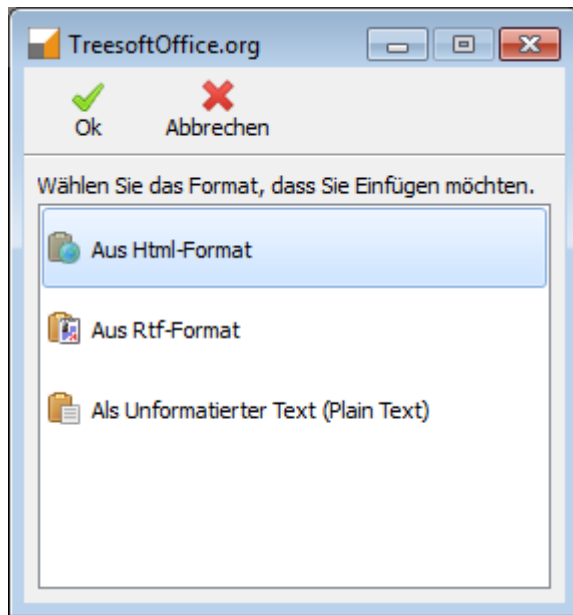 TreesoftOffice.org
Ok
Abbrechen
Wählen Sie das Format, dass Sie Einfügen möchten.
Aus Html-Format
Aus Rtf-Format
Als Unformatierter Text (Plain Text)